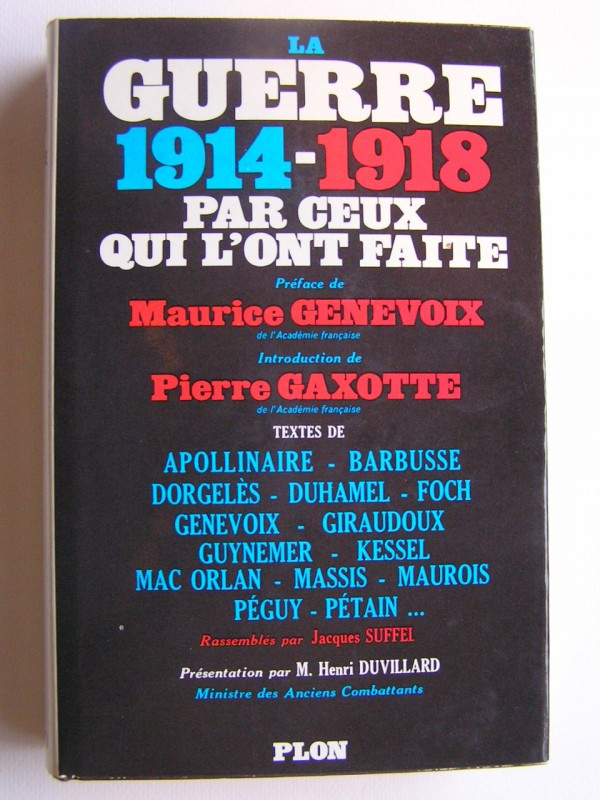 LA
GUERRE
1914-1918
PAR CEUX
QUI L'ONT FAITE
Préface de
Maurice GENEVOIX
de l'Académie française
Introduction de
Pierre GAXOTTE
de l'Académie française
TEXTES DE
APOLLINAIRE - BARBUSSE
DORGELÈS - DUHAMEL - FOCH
GENEVOIX - GIRAUDOUX
GUYNEMER - KESSEL
MAC ORLAN - MASSIS - MAUROIS
PÉGUY - PÉTAIN ...
Rassemblés par Jacques SUFFEL
Présentation par M. Henri DUVILLARD
Ministre des Anciens Combattants
PLON